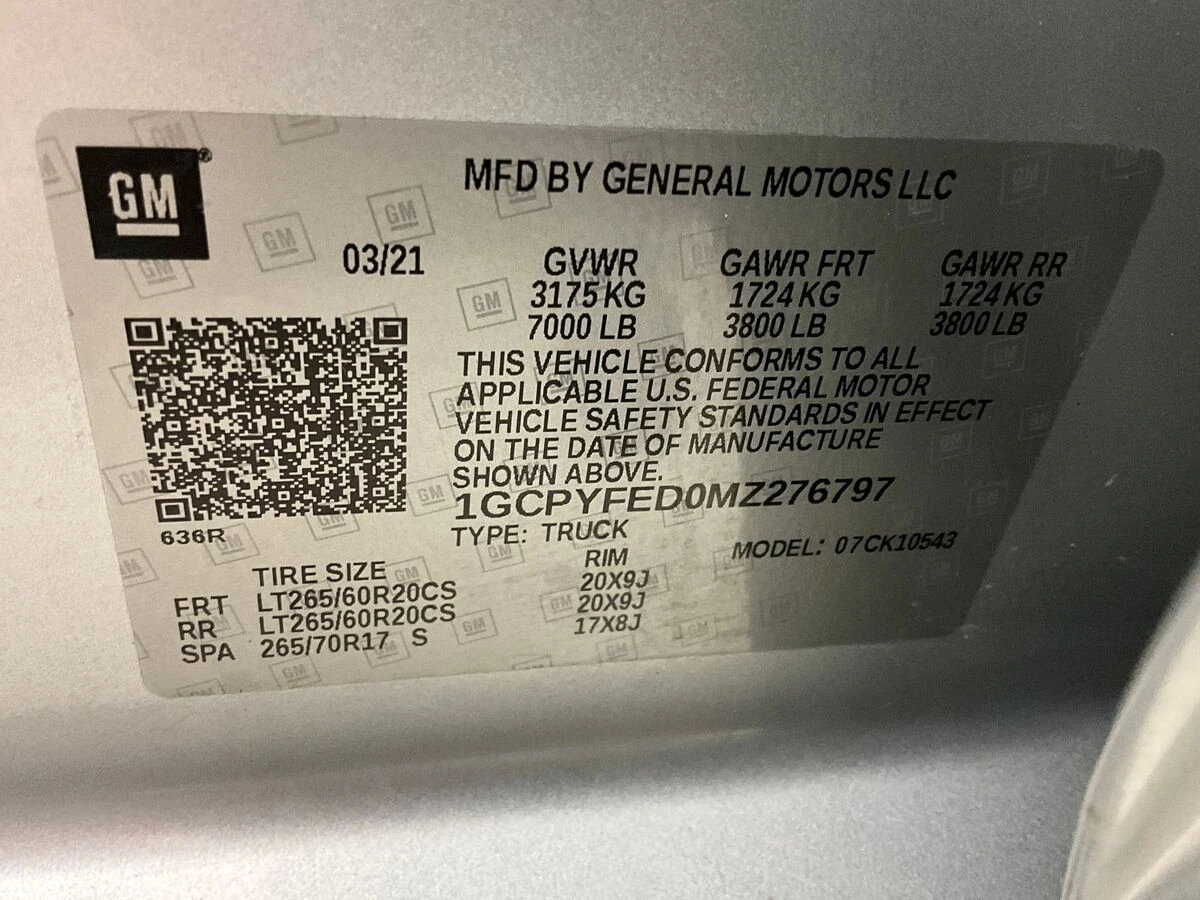 GM
MFD BY GENERAL MOTORS LLC
03/21 GVWR GAWR FRT GAWR RR
3175 KG 1724 KG 1724 KG
7000 LB 3800 LB 3800 LB
THIS VEHICLE CONFORMS TO ALL
APPLICABLE U.S. FEDERAL MOTOR
VEHICLE SAFETY STANDARDS IN EFFECT
ON THE DATE OF MANUFACTURE
SHOWN ABOVE.
1GCPYFED0MZ276797
636R
TYPE: TRUCK MODEL: 07CK10543
TIRE SIZE RIM
FRT LT265/60R20CS 20X9J
RR LT265/60R20CS 20X9J
SPA 265/70R17 S 17X8J